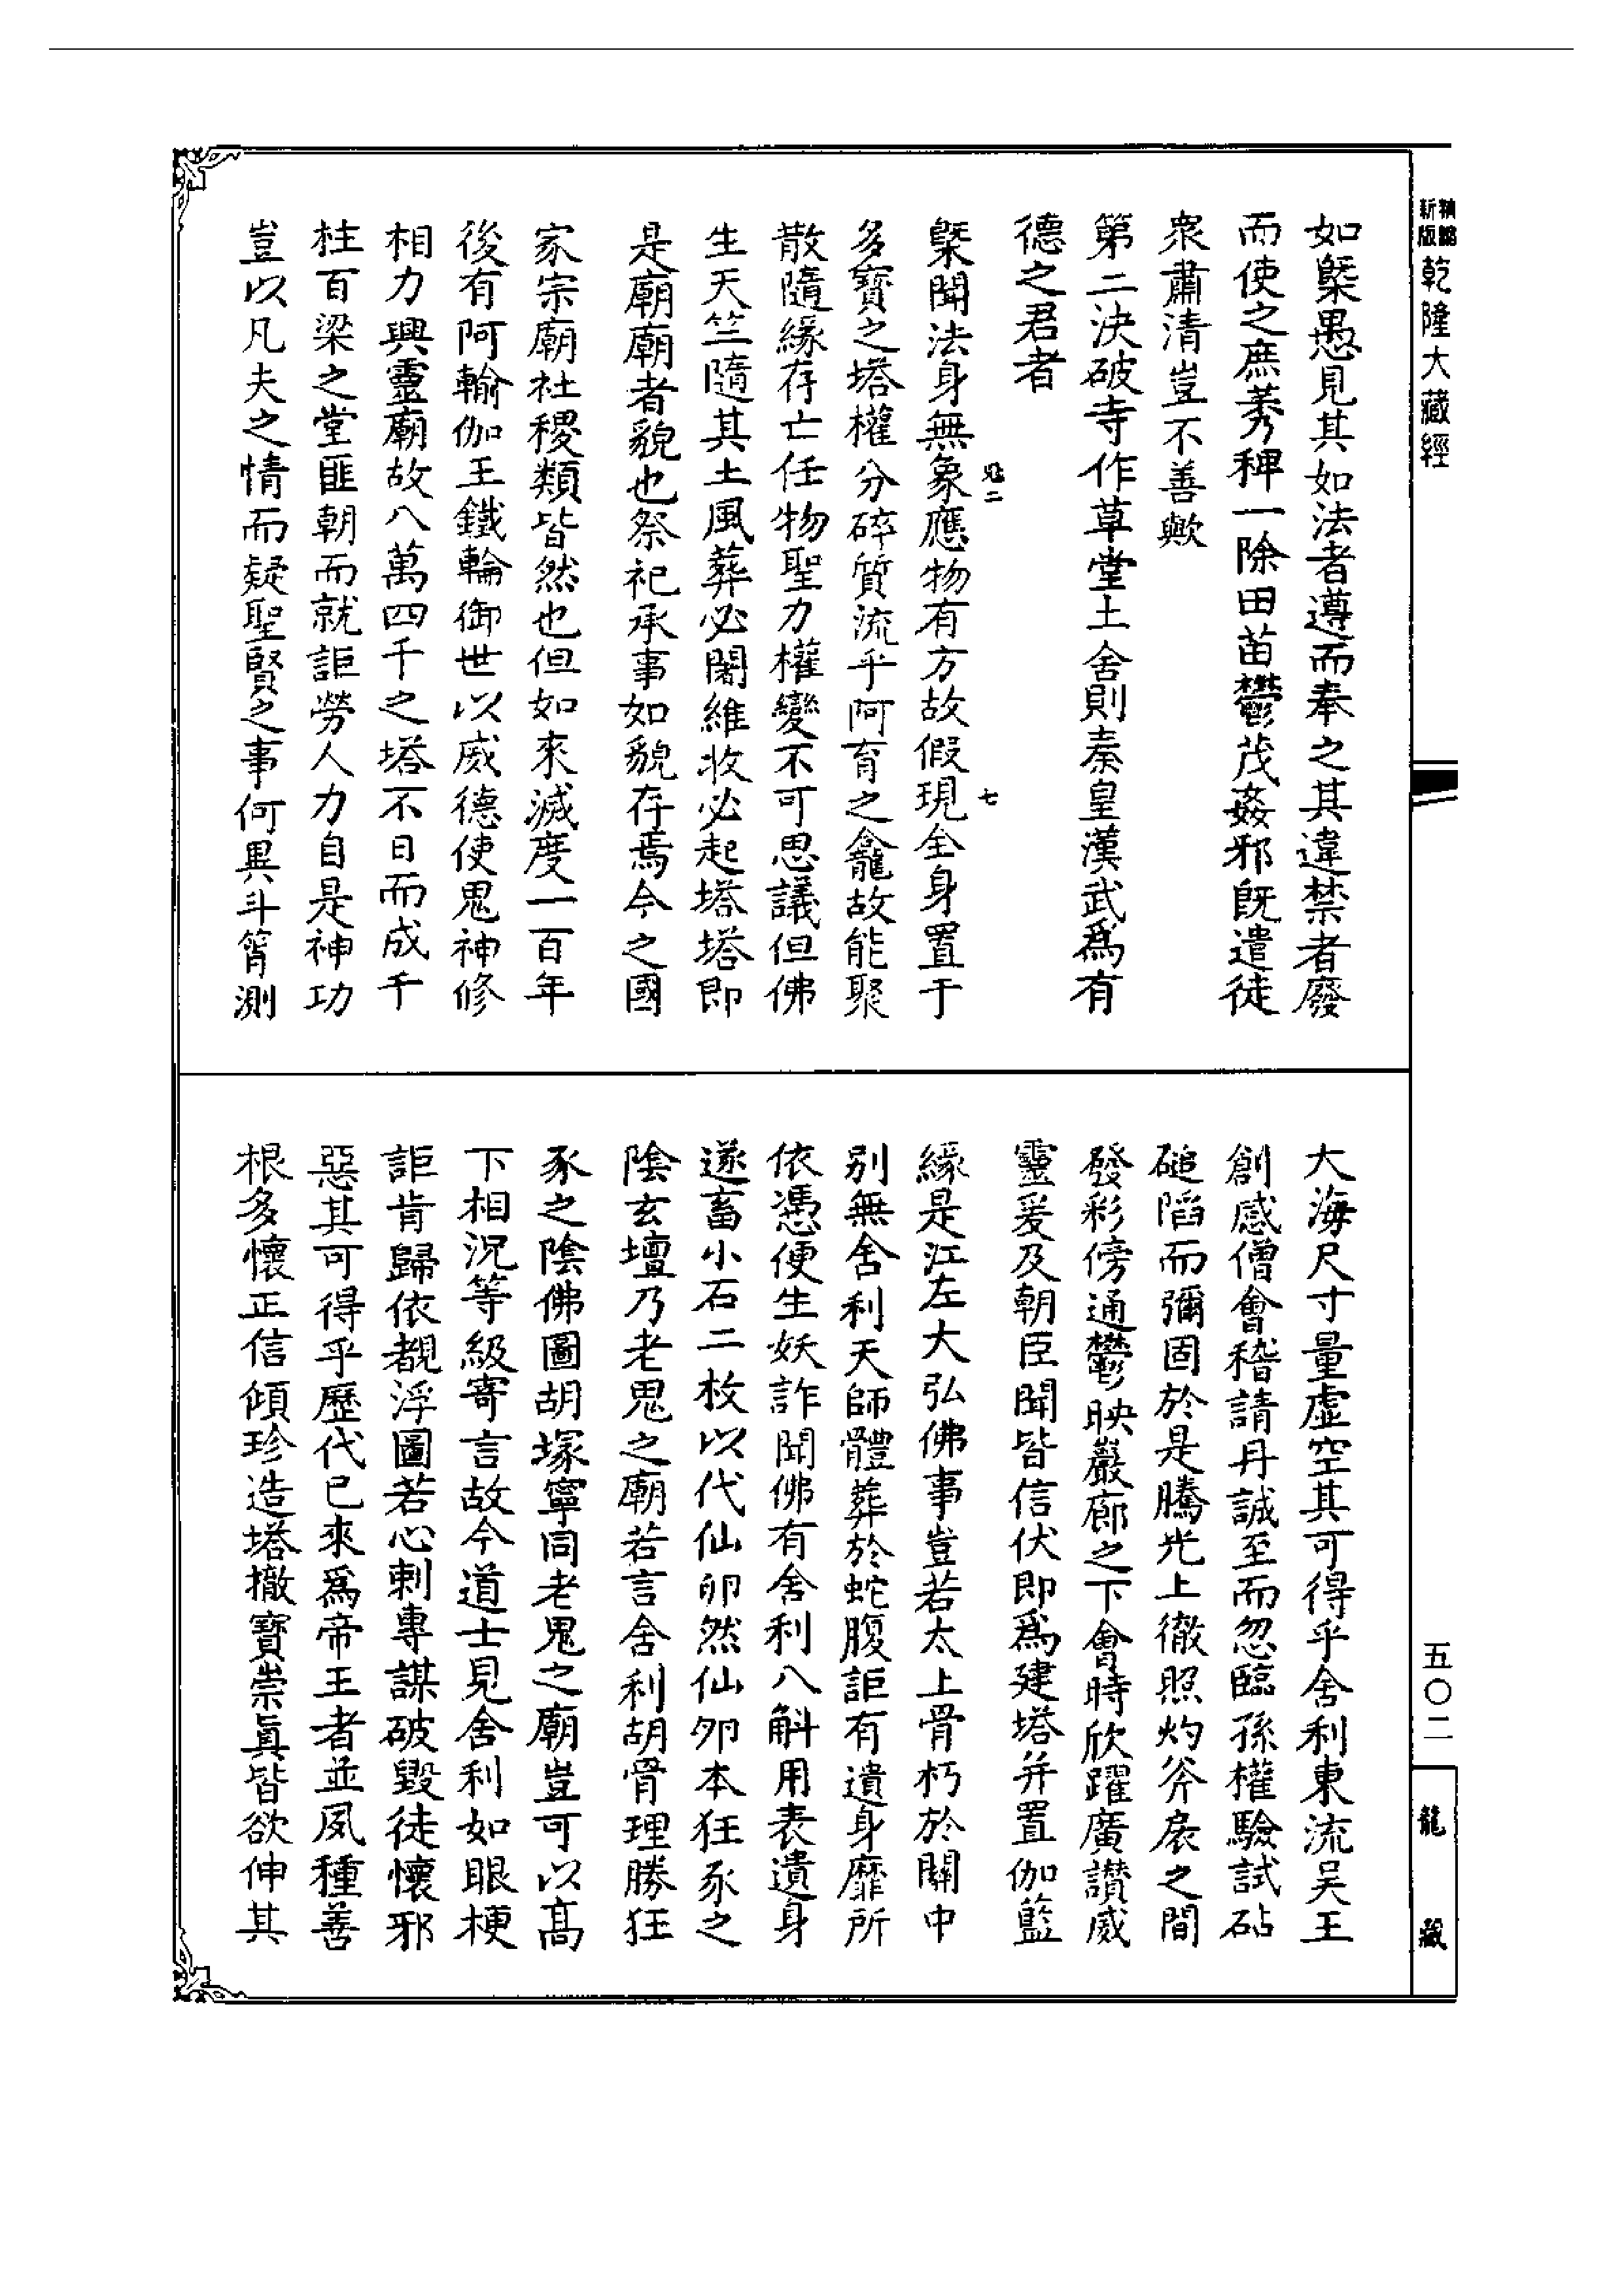 新版精縮
乾隆大藏經
如槩愚見其如法者遵而奉之其違禁者廢
而使之庶莠稗一除田苗鬱茂姦邪旣遣徒
衆肅清豈不善歟
第二決破寺作草堂土舍則秦皇漢武爲有
德之君者
槩聞法身無象應物有方故假現全身置于
多寶之塔權分碎質流乎阿育之龕故能聚
散隨緣存亡任物聖力權變不可思議但佛
生天竺隨其土風葬必闍維收必起塔塔即
是廟廟者貌也祭祀承事如貌存焉今之國
家宗廟社稷類皆然也但如來滅度一百年
後有阿輸伽王鐵輪御世以威德使鬼神修
相力興靈廟故八萬四千之塔不日而成千
柱百梁之堂匪朝而就詎勞人力自是神功
豈以凡夫之情而疑聖賢之事何異斗筲測
二
七
大海尺寸量虛空其可得乎舍利東流吳王
創感僧會稽請丹誠至而忽臨孫權驗試砧
磓䧟而彌固於是騰光上徹照灼斧扆之間
發彩傍通鬱映巖廊之下會時欣躍廣讚威
靈爰及朝臣聞皆信伏即爲建塔并置伽藍
緣是江左大弘佛事豈若太上骨朽於關中
別無舍利天師體葬於蛇腹詎有遺身靡所
依憑便生妖詐聞佛有舍利八斛用表遺身
遂畜小石二枚以代仙卵然仙夘本狂豕之
陰玄壇乃老鬼之廟若言舍利胡骨理勝狂
豕之陰佛圖胡塚寧同老鬼之廟豈可以高
下相況等級寄言故今道士見舍利如眼梗
詎肯歸依覩浮圖若心刺專謀破毀徒懷邪
惡其可得乎歷代已來爲帝王者並夙種善
根多懷正信傾珍造塔撤寶崇眞皆欲伸其
五〇二
龍藏